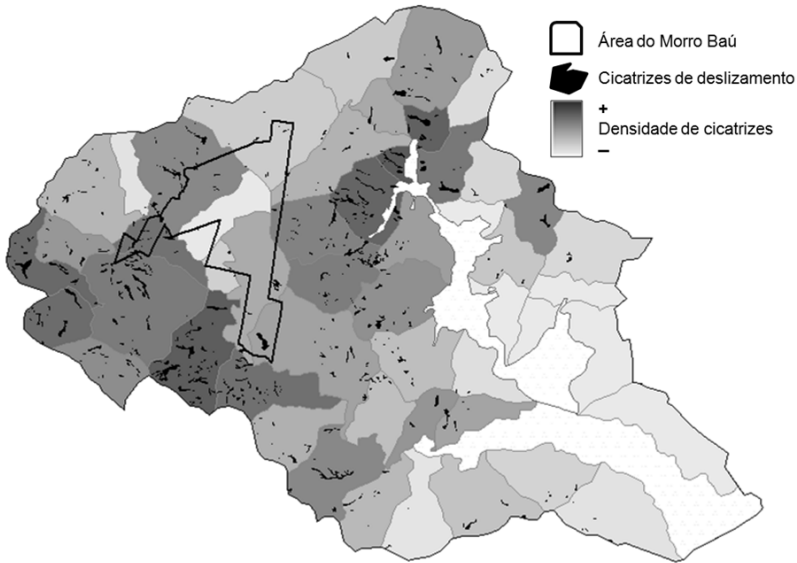 Área do Morro Baú
Cicatrizes de deslizamento
+
Densidade de cicatrizes
–